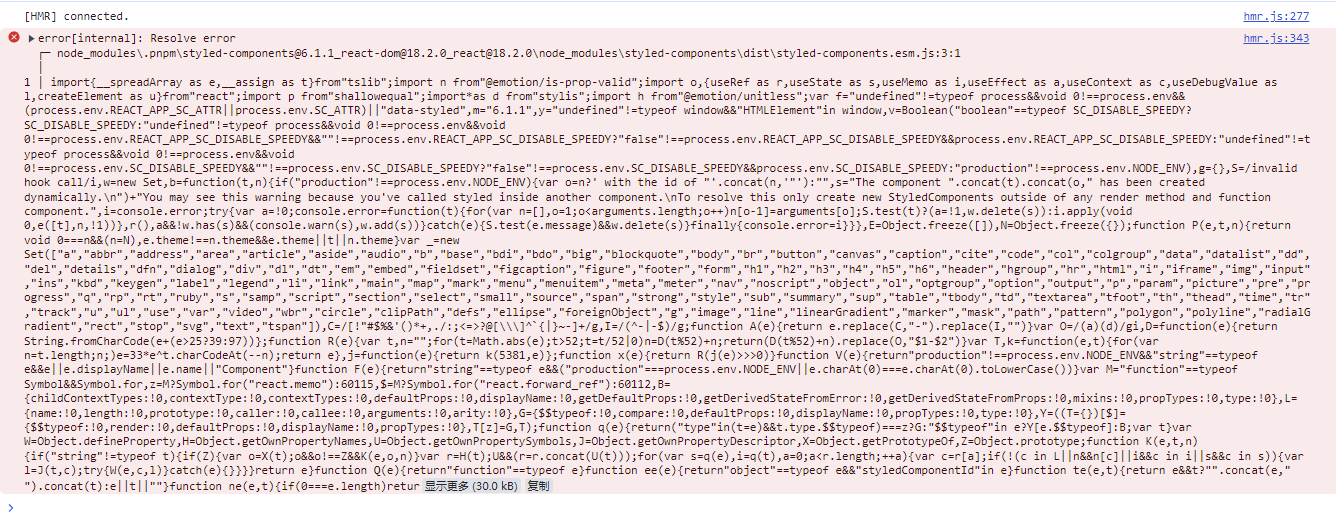 [HMR] connected.
hmr.js:277
error[internal]: Resolve error
hmr.js:343
node_modules\.pnpm\styled-components@6.1.1_react-dom@18.2.0_react@18.2.0\node_modules\styled-components\dist\styled-components.esm.js:3:1
1 | import{__spreadArray as e,__assign as t}from"tslib";import n from"@emotion/is-prop-valid";import o,{useRef as r,useState as s,useMemo as i,useEffect as a,useContext as c,useDebugValue as
l,createElement as u}from"react";import p from"shallowequal";import*as d from"stylis";import h from"@emotion/unitless";var f="undefined"!=typeof process&&void 0!==process.env&&
(process.env.REACT_APP_SC_ATTR||process.env.SC_ATTR)||"data-styled",m="6.1.1",y="undefined"!=typeof window&&"HTMLElement"in window,v=Boolean("boolean"==typeof SC_DISABLE_SPEEDY?
SC_DISABLE_SPEEDY:"undefined"!=typeof process&&void 0!==process.env&&void
0!==process.env.REACT_APP_SC_DISABLE_SPEEDY&&""!==process.env.REACT_APP_SC_DISABLE_SPEEDY?"false"!==process.env.REACT_APP_SC_DISABLE_SPEEDY&&process.env.REACT_APP_SC_DISABLE_SPEEDY:"undefined"!=t
ypeof process&&void 0!==process.env&&void
0!==process.env.SC_DISABLE_SPEEDY&&""!==process.env.SC_DISABLE_SPEEDY?"false"!==process.env.SC_DISABLE_SPEEDY&&process.env.SC_DISABLE_SPEEDY:"production"!==process.env.NODE_ENV),g={},S=/invalid
hook call/i,w=new Set,b=function(t,n){if("production"!==process.env.NODE_ENV){var o=n?' with the id of "'.concat(n,'"'):"",s="The component ".concat(t).concat(o," has been created
dynamically.\n")+"You may see this warning because you've called styled inside another component.\nTo resolve this only create new StyledComponents outside of any render method and function
component.",i=console.error;try{var a=!0;console.error=function(t){for(var n=[],o=1;o<arguments.length;o++)n[o-1]=arguments[o];S.test(t)?(a=!1,w.delete(s)):i.apply(void
0,e([t],n,!1))},r(),a&&!w.has(s)&&(console.warn(s),w.add(s))}catch(e){S.test(e.message)&&w.delete(s)}finally{console.error=i}}},E=Object.freeze([]),N=Object.freeze({});function P(e,t,n){return
void 0===n&&(n=N),e.theme!==n.theme&&e.theme||t||n.theme}var _=new
Set(["a","abbr","address","area","article","aside","audio","b","base","bdi","bdo","big","blockquote","body","br","button","canvas","caption","cite","code","col","colgroup","data","datalist","dd",
"del","details","dfn","dialog","div","dl","dt","em","embed","fieldset","figcaption","figure","footer","form","h1","h2","h3","h4","h5","h6","header","hgroup","hr","html","i","iframe","img","input"
,"ins","kbd","keygen","label","legend","li","link","main","map","mark","menu","menuitem","meta","meter","nav","noscript","object","ol","optgroup","option","output","p","param","picture","pre","pr
ogress","q","rp","rt","ruby","s","samp","script","section","select","small","source","span","strong","style","sub","summary","sup","table","tbody","td","textarea","tfoot","th","thead","time","tr"
,"track","u","ul","use","var","video","wbr","circle","clipPath","defs","ellipse","foreignObject","g","image","line","linearGradient","marker","mask","path","pattern","polygon","polyline","radialG
radient","rect","stop","svg","text","tspan"]),C=/[!"#$%&'()*+,./:;<=>?@[\\\]^`{|}~-]+/g,I=/(^-|-$)/g;function A(e){return e.replace(C,"-").replace(I,"")}var O=/(a)(d)/gi,D=function(e){return
String.fromCharCode(e+(e>25?39:97))};function R(e){var t,n="";for(t=Math.abs(e);t>52;t=t/52|0)n=D(t%52)+n;return(D(t%52)+n).replace(O,"$1-$2")}var T,k=function(e,t){for(var
n=t.length;n;)e=33*e^t.charCodeAt(--n);return e},j=function(e){return k(5381,e)};function x(e){return R(j(e)>>>0)}function V(e){return"production"!==process.env.NODE_ENV&&"string"==typeof
e&&e||e.displayName||e.name||"Component"}function F(e){return"string"==typeof e&&("production"===process.env.NODE_ENV||e.charAt(0)===e.charAt(0).toLowerCase())}var M="function"==typeof
Symbol&&Symbol.for,z=M?Symbol.for("react.memo"):60115,$=M?Symbol.for("react.forward_ref"):60112,B=
{childContextTypes:!0,contextType:!0,contextTypes:!0,defaultProps:!0,displayName:!0,getDefaultProps:!0,getDerivedStateFromError:!0,getDerivedStateFromProps:!0,mixins:!0,propTypes:!0,type:!0},L=
{name:!0,length:!0,prototype:!0,caller:!0,callee:!0,arguments:!0,arity:!0},G={$$typeof:!0,compare:!0,defaultProps:!0,displayName:!0,propTypes:!0,type:!0},Y=((T={})[$]=
{$$typeof:!0,render:!0,defaultProps:!0,displayName:!0,propTypes:!0},T[z]=G,T);function q(e){return("type"in(t=e)&&t.type.$$typeof)===z?G:"$$typeof"in e?Y[e.$$typeof]:B;var t}var
W=Object.defineProperty,H=Object.getOwnPropertyNames,U=Object.getOwnPropertySymbols,J=Object.getOwnPropertyDescriptor,X=Object.getPrototypeOf,Z=Object.prototype;function K(e,t,n)
{if("string"!=typeof t){if(Z){var o=X(t);o&&o!==Z&&K(e,o,n)}var r=H(t);U&&(r=r.concat(U(t)));for(var s=q(e),i=q(t),a=0;a<r.length;++a){var c=r[a];if(!(c in L||n&&n[c]||i&&c in i||s&&c in s)){var
l=J(t,c);try{W(e,c,l)}catch(e){}}}}return e}function Q(e){return"function"==typeof e}function ee(e){return"object"==typeof e&&"styledComponentId"in e}function te(e,t){return e&&t?"".concat(e,"
").concat(t):e||t||""}function ne(e,t){if(0===e.length)retur 显示更多 (30.0 kB) 复制